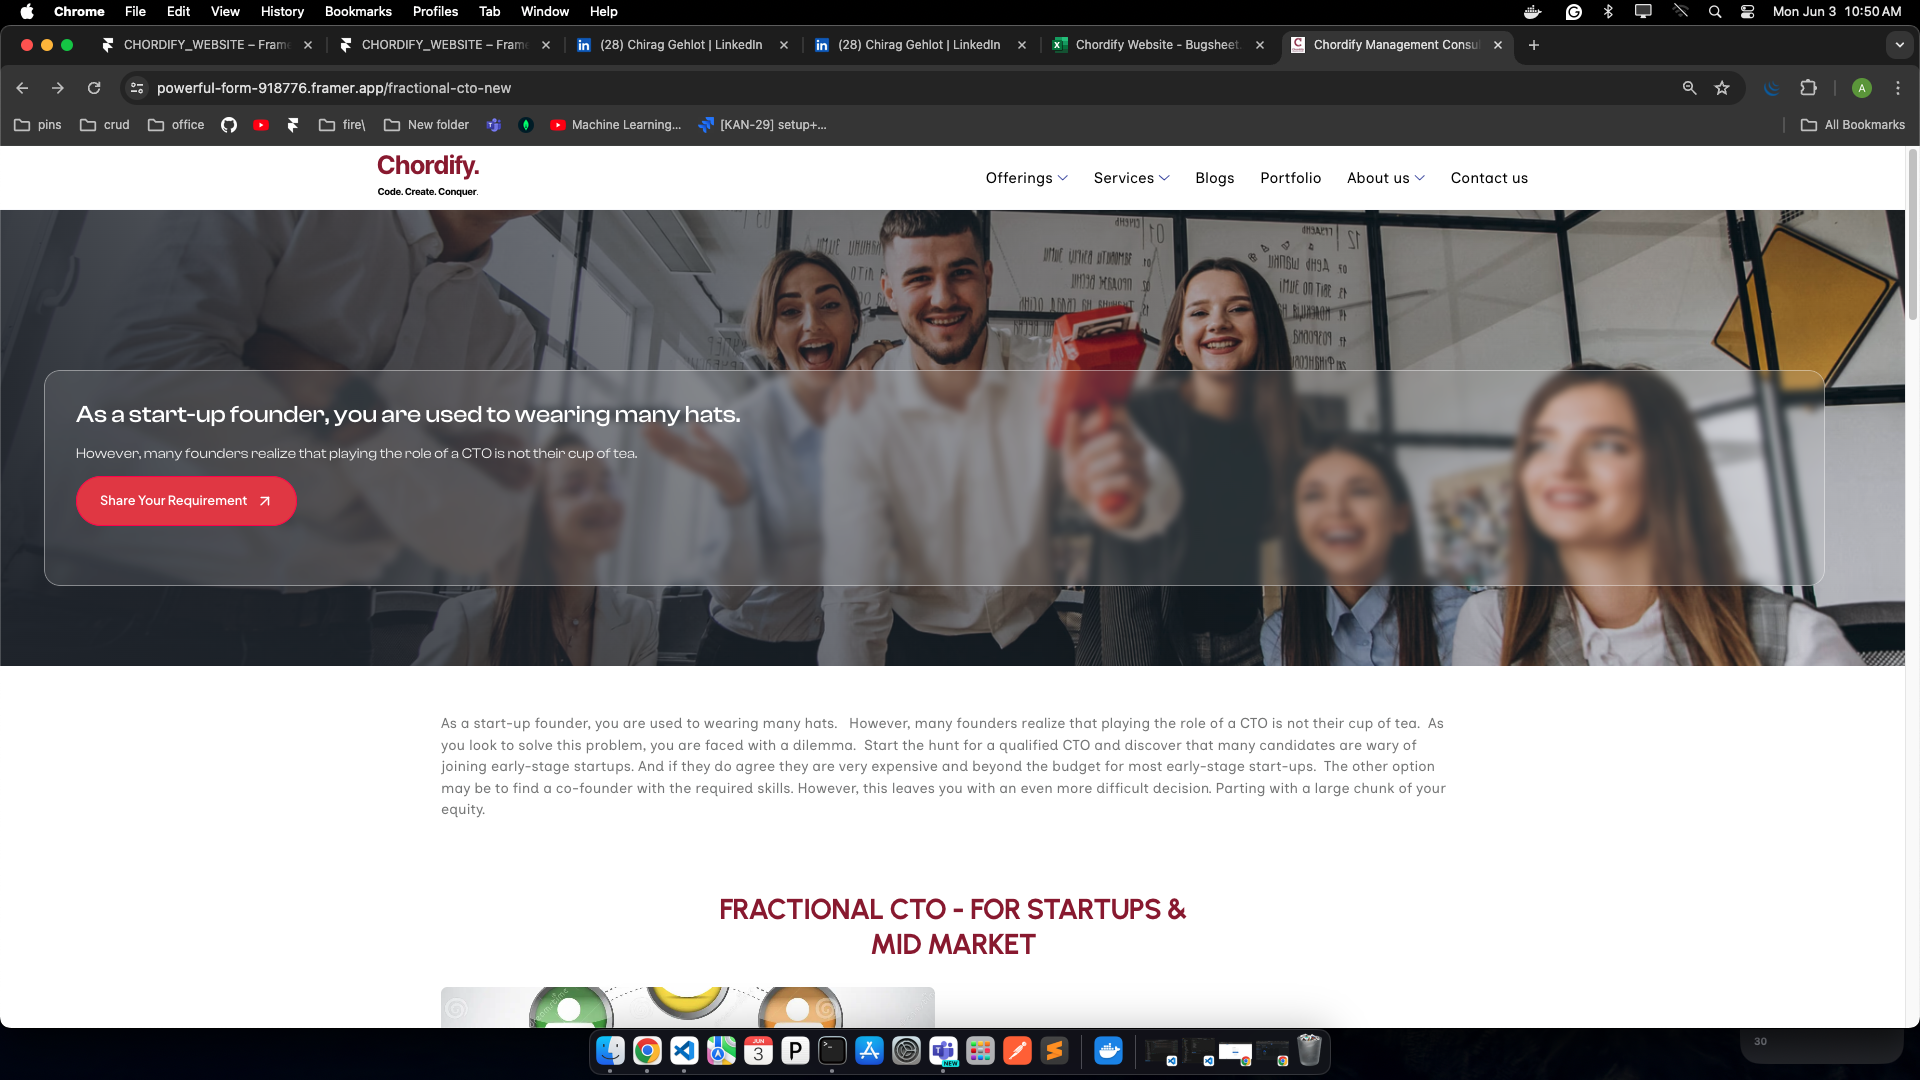 Chrome File Edit View History Bookmarks Profiles Tab Window Help Mon Jun 3 10:50 AM
CHORDIFY_WEBSITE – Frame CHORDIFY_WEBSITE – Frame (28) Chirag Gehlot | LinkedIn (28) Chirag Gehlot | LinkedIn Chordify Website - Bugsheet. Chordify Management Consul
powerful-form-918776.framer.app/fractional-cto-new A
pins crud office fire\ New folder Machine Learning... [KAN-29] setup+... All Bookmarks
Chordify.
Code. Create. Conquer.
Offerings Services Blogs Portfolio About us Contact us
As a start-up founder, you are used to wearing many hats.
However, many founders realize that playing the role of a CTO is not their cup of tea.
Share Your Requirement
As a start-up founder, you are used to wearing many hats. However, many founders realize that playing the role of a CTO is not their cup of tea. As
you look to solve this problem, you are faced with a dilemma. Start the hunt for a qualified CTO and discover that many candidates are wary of
joining early-stage startups. And if they do agree they are very expensive and beyond the budget for most early-stage start-ups. The other option
may be to find a co-founder with the required skills. However, this leaves you with an even more difficult decision. Parting with a large chunk of your
equity.
FRACTIONAL CTO - FOR STARTUPS &
MID MARKET
JUN
3
P
NEW
30